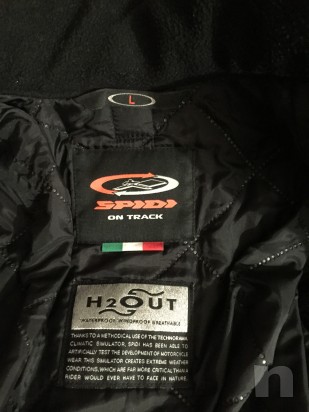 L
SPIDI
ON TRACK
H2OUT
WATERPROOF WINDPROOF BREATHABLE
THANKS TO A METHODICAL USE OF THE
CLIMATIC SIMULATOR, SPIDI HAS BEEN ABLE TO
ARTIFICIALLY TEST THE DEVELOPMENT OF MOTORCYCLE
WEAR THIS SIMULATOR CREATES EXTREME WEATHER
CONDITIONS, WHICH ARE FAR MORE CRITICAL THAN A
RIDER WOULD EVER HAVE TO FACE IN NATURE.
n